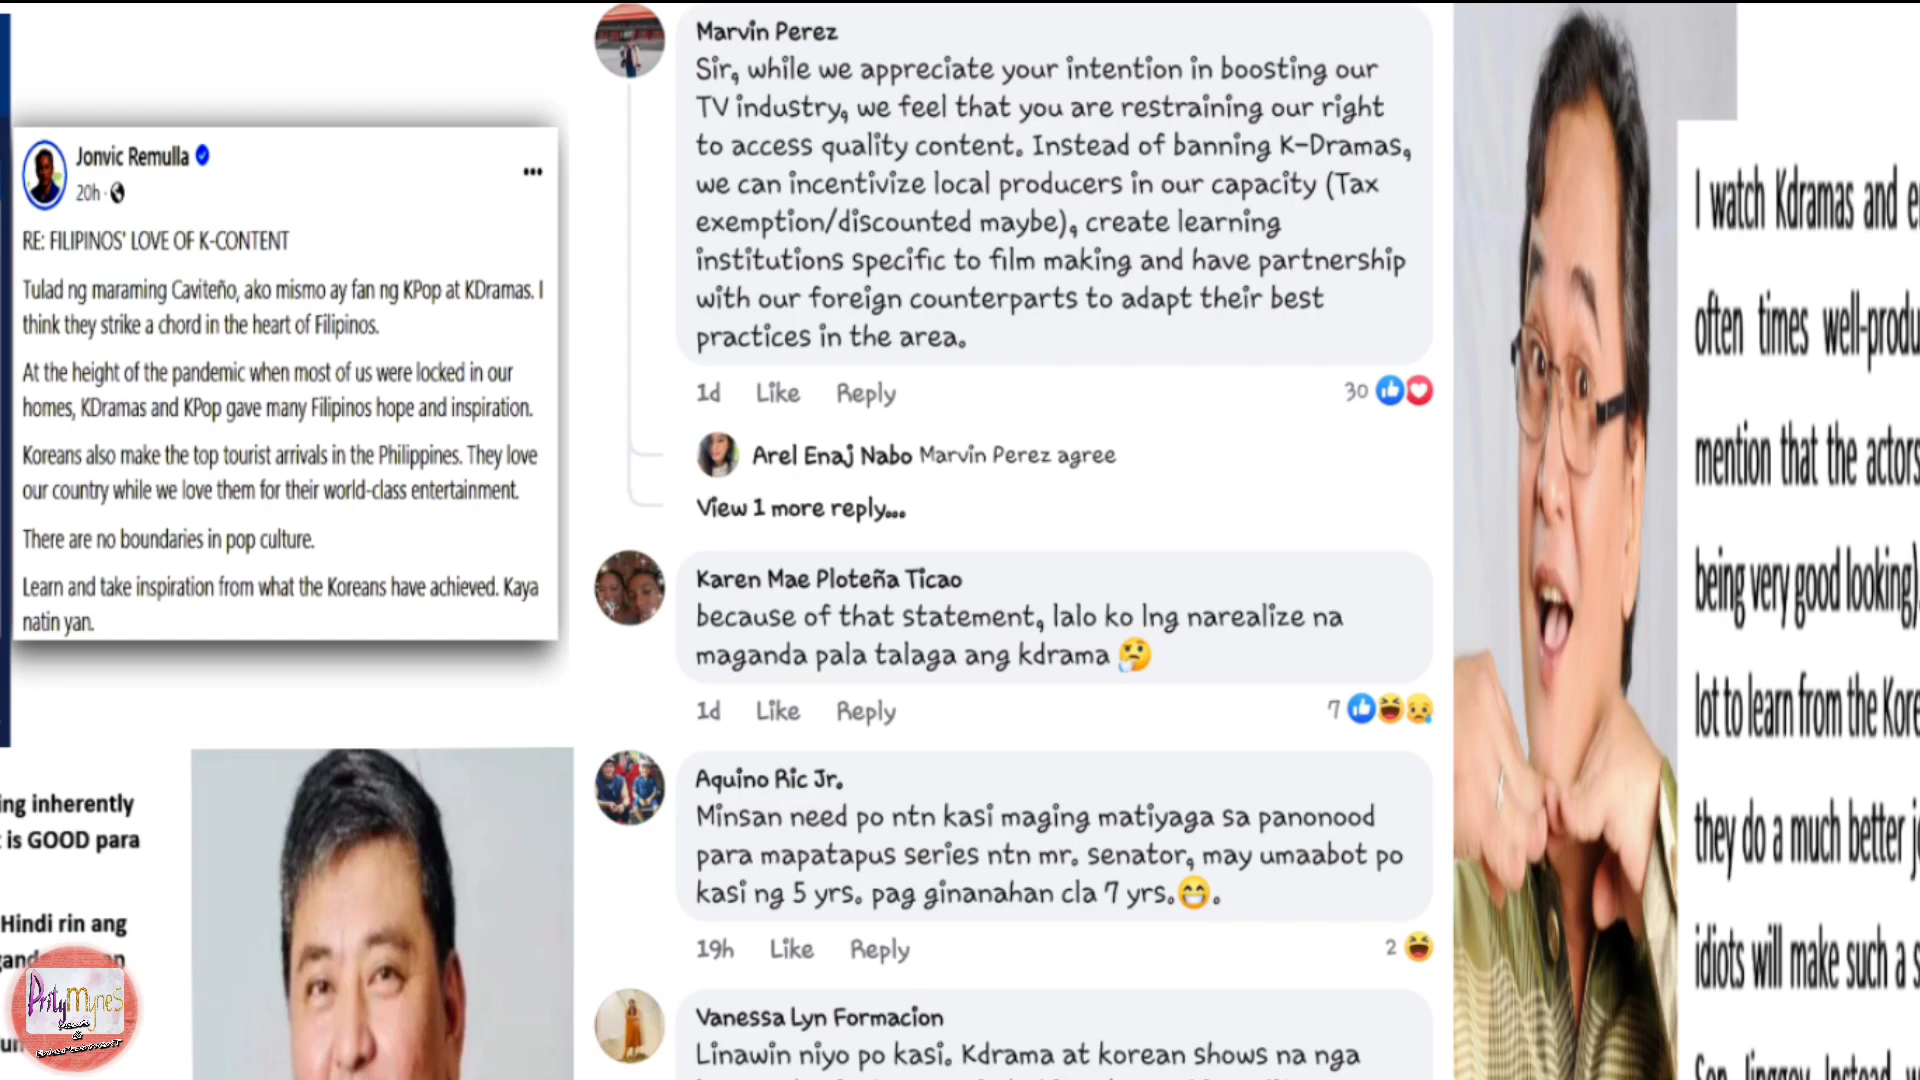 Jonvic Remulla
20h
RE: FILIPINOS' LOVE OF K-CONTENT
Tulad ng maraming Caviteño, ako mismo ay fan ng KPop at KDramas. I
think they strike a chord in the heart of Filipinos.
At the height of the pandemic when most of us were locked in our
homes, KDramas and KPop gave many Filipinos hope and inspiration.
Koreans also make the top tourist arrivals in the Philippines. They love
our country while we love them for their world-class entertainment.
There are no boundaries in pop culture.
Learn and take inspiration from what the Koreans have achieved. Kaya
natin yan.
ing inherently
is GOOD para
Hindi rin ang
PrityMynes
Marvin Perez
Sir, while we appreciate your intention in boosting our
TV industry, we feel that you are restraining our right
to access quality content. Instead of banning K-Dramas,
we can incentivize local producers in our capacity (Tax
exemption/discounted maybe), create learning
institutions specific to film making and have partnership
with our foreign counterparts to adapt their best
practices in the area.
1d Like Reply 30
Arel Enaj Nabo Marvin Perez agree
View 1 more reply...
Karen Mae Ploteña Ticao
because of that statement, lalo ko lng narealize na
maganda pala talaga ang kdrama 🤔
1d Like Reply 7
Aquino Ric Jr.
Minsan need po ntn kasi maging matiyaga sa panonood
para mapatapus series ntn mr. senator, may umaabot po
kasi ng 5 yrs. pag ginanahan cla 7 yrs.😁.
19h Like Reply 2
Vanessa Lyn Formacion
Linawin niyo po kasi. Kdrama at korean shows na nga
I watch Kdramas and e
often times well-produ
mention that the actors
being very good looking)
lot to learn from the Kore
they do a much better j
idiots will make such a s
Sen Jinggoy Instead w